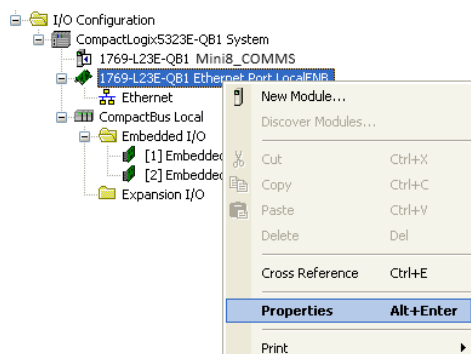 I/O Configuration
CompactLogix5323E-QB1 System
1769-L23E-QB1 Mini8_COMMS
1769-L23E-QB1 Ethernet Port LocalENB
Ethernet
CompactBus Local
Embedded I/O
[1] Embedded
[2] Embedded
Expansion I/O
New Module...
Discover Modules...
Cut Ctrl+X
Copy Ctrl+C
Paste Ctrl+V
Delete Del
Cross Reference Ctrl+E
Properties Alt+Enter
Print